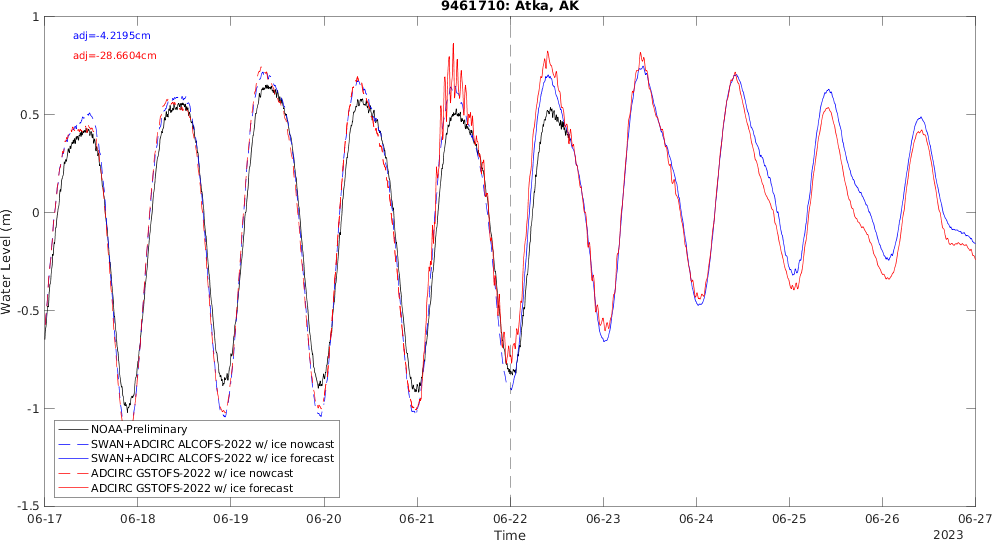 9461710: Atka, AK
adj=-4.2195cm
adj=-28.6604cm
1
0.5
0
-0.5
-1
-1.5
Water Level (m)
NOAA-Preliminary
SWAN+ADCIRC ALCOFS-2022 w/ ice nowcast
SWAN+ADCIRC ALCOFS-2022 w/ ice forecast
ADCIRC GSTOFS-2022 w/ ice nowcast
ADCIRC GSTOFS-2022 w/ ice forecast
06-17 06-18 06-19 06-20 06-21 06-22 06-23 06-24 06-25 06-26 06-27
Time
2023